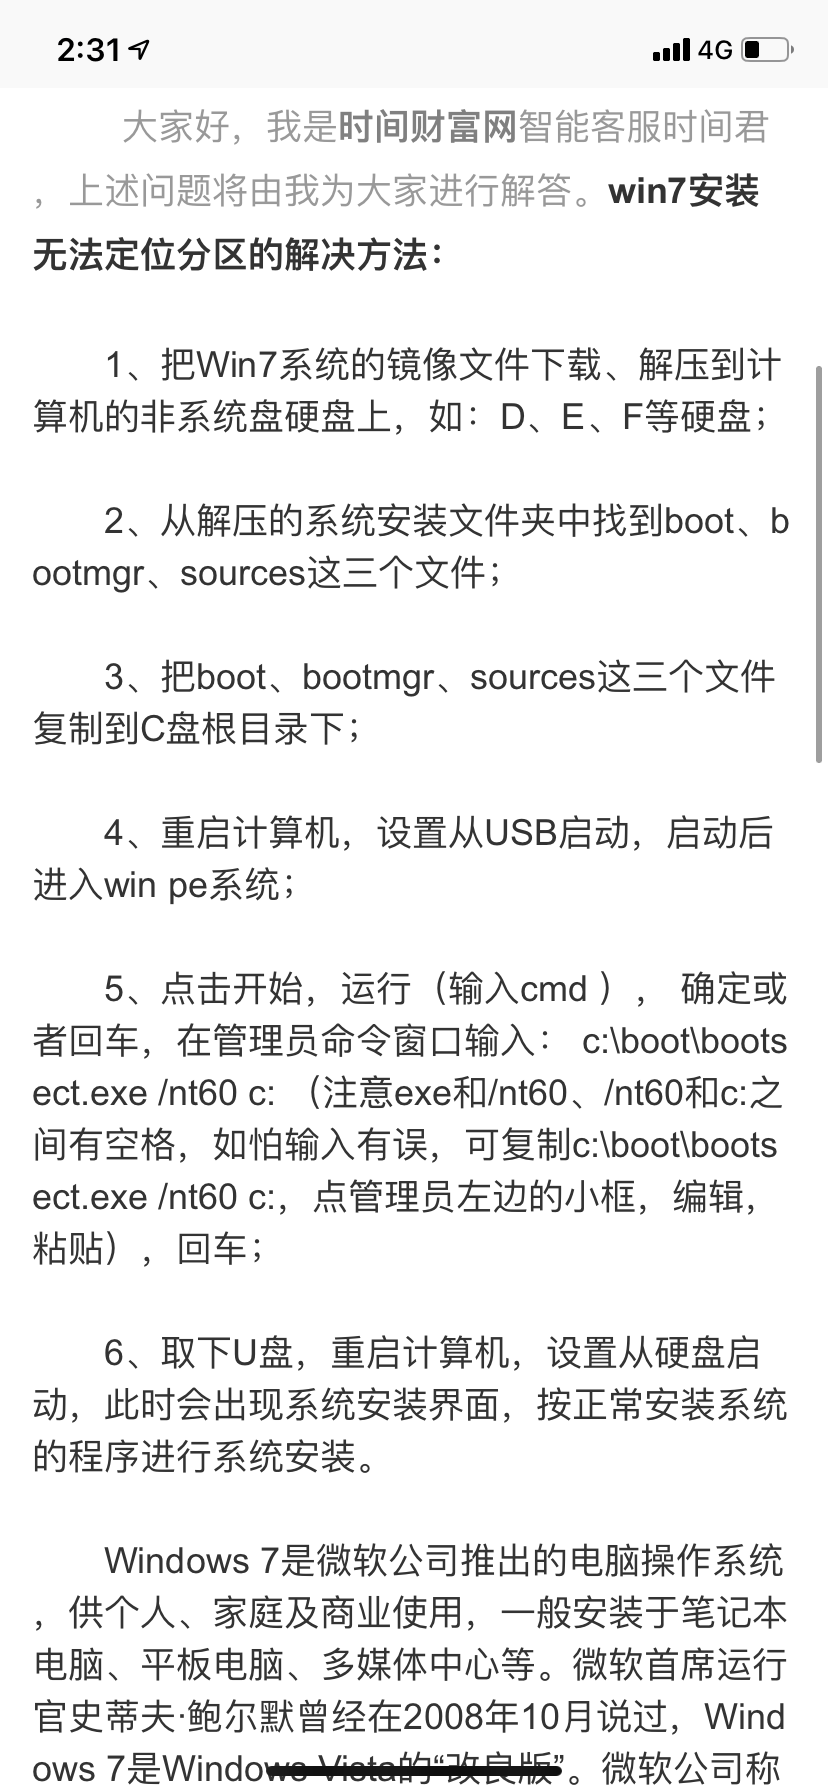 2:31
4G
大家好，我是时间财富网智能客服时间君
，上述问题将由我为大家进行解答。win7安装
无法定位分区的解决方法：
1、把Win7系统的镜像文件下载、解压到计
算机的非系统盘硬盘上，如：D、E、F等硬盘；
2、从解压的系统安装文件夹中找到boot、b
ootmgr、sources这三个文件；
3、把boot、bootmgr、sources这三个文件
复制到C盘根目录下；
4、重启计算机，设置从USB启动，启动后
进入win pe系统；
5、点击开始，运行（输入cmd ）， 确定或
者回车，在管理员命令窗口输入： c:\boot\boots
ect.exe /nt60 c: （注意exe和/nt60、/nt60和c:之
间有空格，如怕输入有误，可复制c:\boot\boots
ect.exe /nt60 c:，点管理员左边的小框，编辑，
粘贴），回车；
6、取下U盘，重启计算机，设置从硬盘启
动，此时会出现系统安装界面，按正常安装系统
的程序进行系统安装。
Windows 7是微软公司推出的电脑操作系统
，供个人、家庭及商业使用，一般安装于笔记本
电脑、平板电脑、多媒体中心等。微软首席运行
官史蒂夫·鲍尔默曾经在2008年10月说过，Wind
ows 7是Windows Vista的“改良版”。微软公司称